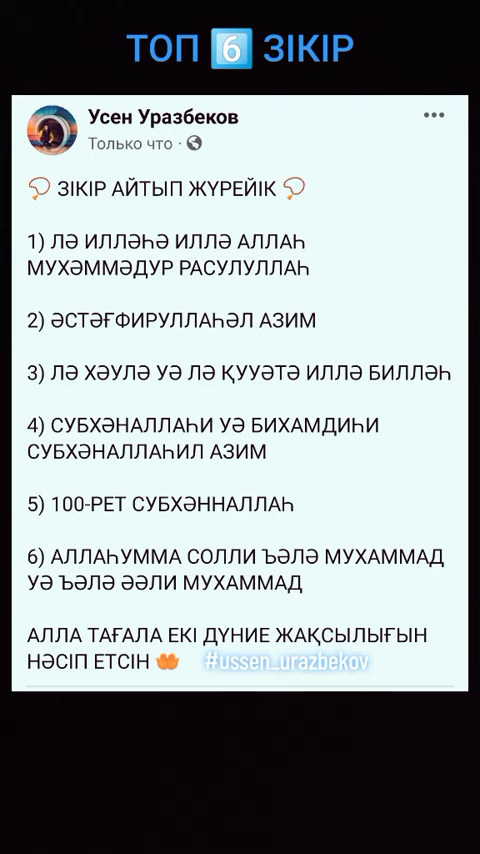 ТОП 6️⃣ ЗІКІР
Усен Уразбеков
Только что ·
📿 ЗІКІР АЙТЫП ЖҮРЕЙІК 📿
1) ЛӘ ИЛЛӘҺӘ ИЛЛӘ АЛЛАҺ
МУХӘММӘДУР РАСУЛУЛЛАҺ
2) ӘСТӘҒФИРУЛЛАҺӘЛ АЗИМ
3) ЛӘ ХӘУЛӘ УӘ ЛӘ ҚУУӘТӘ ИЛЛӘ БИЛЛӘҺ
4) СУБХӘНАЛЛАҺИ УӘ БИХАМДИҺИ
СУБХӘНАЛЛАҺИЛ АЗИМ
5) 100-РЕТ СУБХӘННАЛЛАҺ
6) АЛЛАҺУММА СОЛЛИ ЪӘЛӘ МУХАММАД
УӘ ЪӘЛӘ ӘӘЛИ МУХАММАД
АЛЛА ТАҒАЛА ЕКІ ДҮНИЕ ЖАҚСЫЛЫҒЫН
НӘСІП ЕТСІН 🤲 #ussen_urazbekov